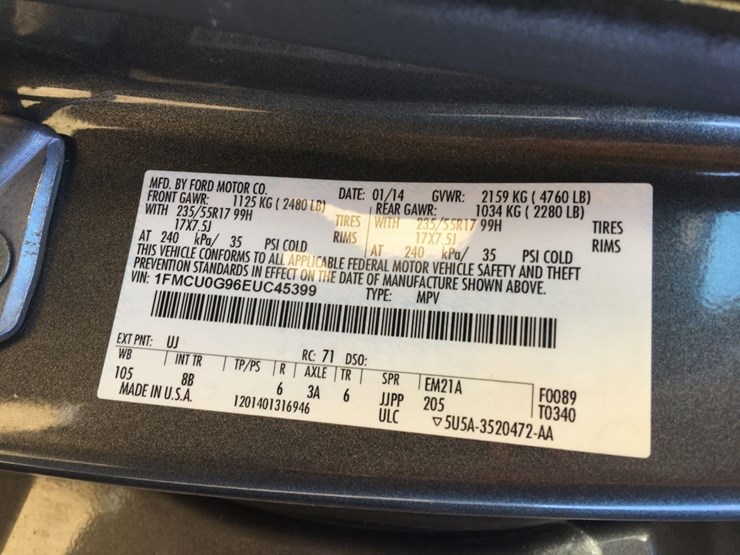 MFD. BY FORD MOTOR CO. DATE: 01/14 GVWR: 2159 KG ( 4760 LB)
FRONT GAWR: 1125 KG ( 2480 LB) REAR GAWR: 1034 KG ( 2280 LB)
WITH 235/55R17 99H TIRES WITH 235/55R17 99H TIRES
17X7.5J RIMS 17X7.5J RIMS
AT 240 kPa/ 35 PSI COLD AT 240 kPa/ 35 PSI COLD
THIS VEHICLE CONFORMS TO ALL APPLICABLE FEDERAL MOTOR VEHICLE SAFETY AND THEFT
PREVENTION STANDARDS IN EFFECT ON THE DATE OF MANUFACTURE SHOWN ABOVE.
VIN: 1FMCU0G96EUC45399 TYPE: MPV
EXT PNT: UJ RC: 71 DSO:
WB INT TR TP/PS R AXLE TR SPR EM21A F0089
105 8B 6 3A 6 JJPP 205 T0340
MADE IN U.S.A. 1201401316946 ULC ▽5U5A-3520472-AA